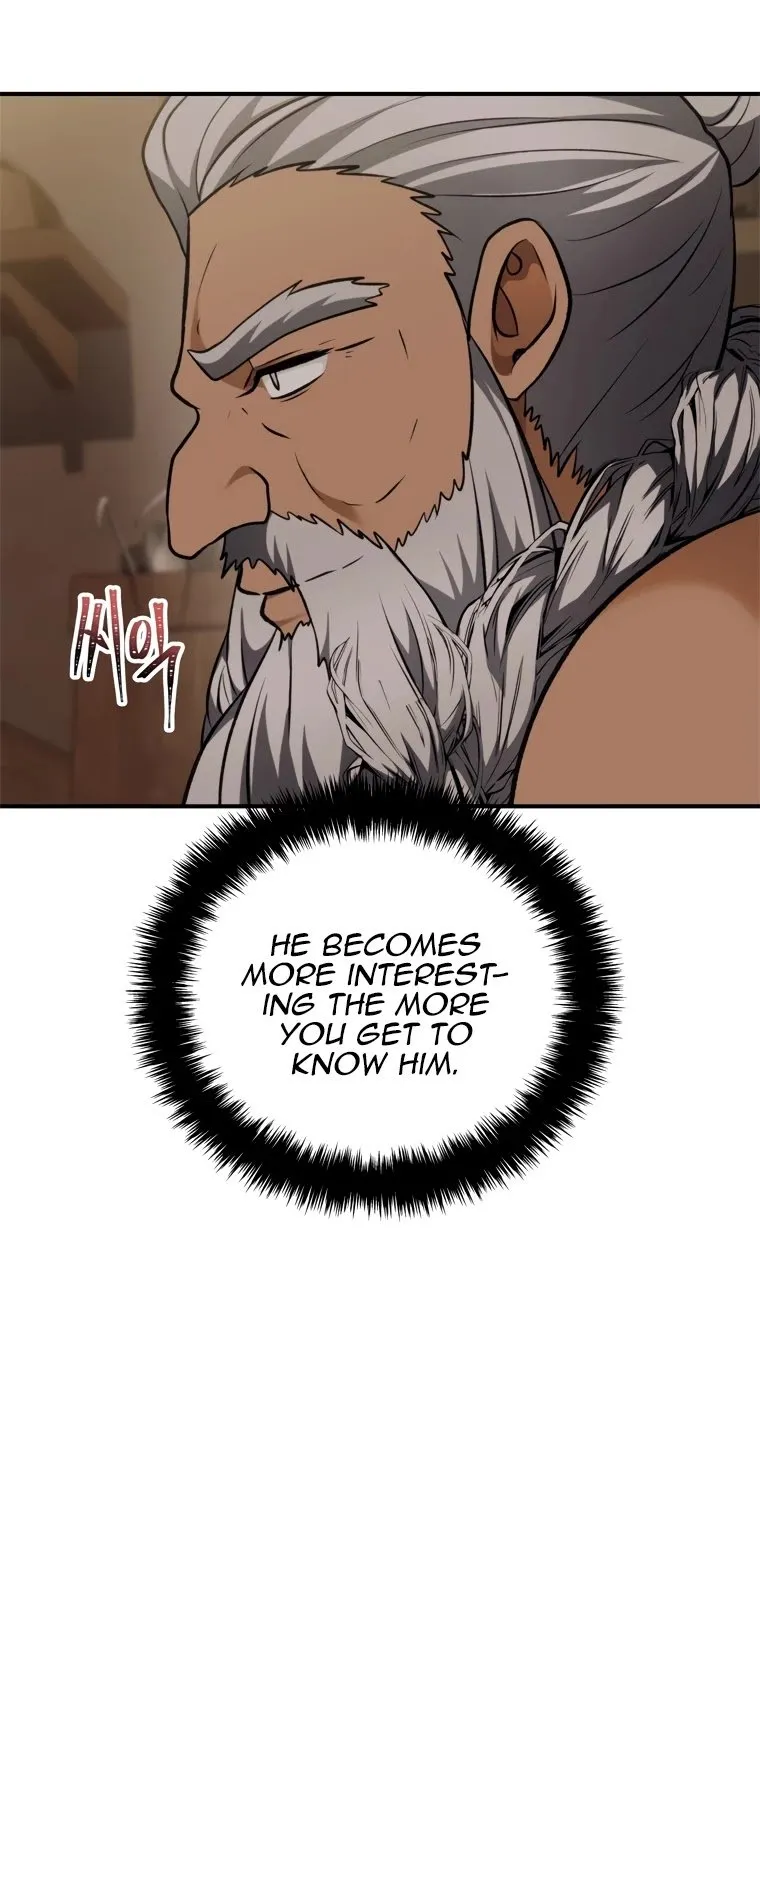 씨익
HE BECOMES
MORE INTEREST-
ING THE MORE
YOU GET TO
KNOW HIM.